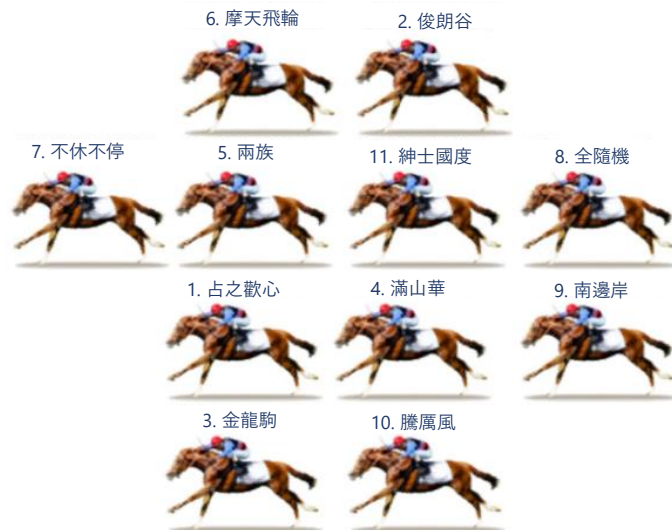 6. 摩天飛輪
2. 俊朗谷
7. 不休不停
5. 兩族
11. 紳士國度
8. 全隨機
1. 占之歡心
4. 滿山華
9. 南邊岸
3. 金龍駒
10. 騰厲風